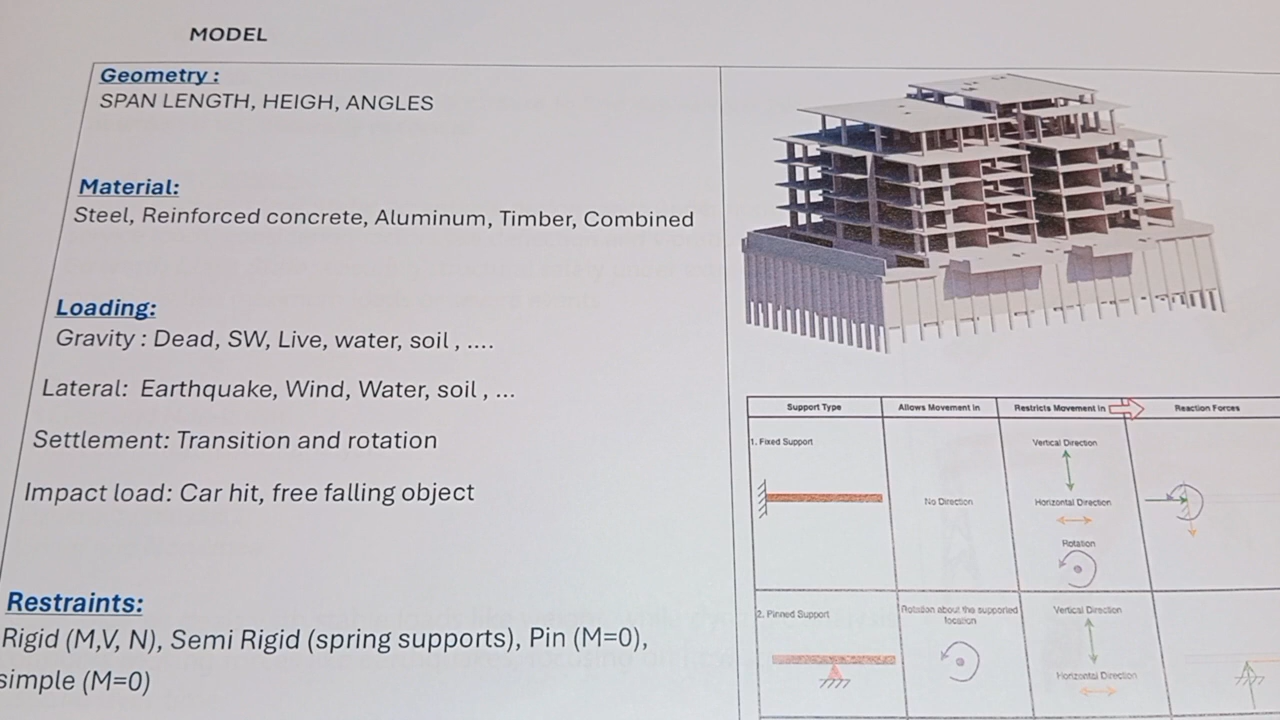 MODEL
Geometry :
SPAN LENGTH, HEIGH, ANGLES
Material:
Steel, Reinforced concrete, Aluminum, Timber, Combined
Loading:
Gravity : Dead, SW, Live, water, soil , ....
Lateral: Earthquake, Wind, Water, soil , ...
Settlement: Transition and rotation
Impact load: Car hit, free falling object
Restraints:
Rigid (M,V, N), Semi Rigid (spring supports), Pin (M=0),
simple (M=0)
Support Type Allows Movement in Restricts Movement in Reaction Forces
1. Fixed Support
No Direction
Vertical Direction
Horizontal Direction
Rotation
2. Pinned Support
Rotation about the supported
location
Vertical Direction
Horizontal Direction